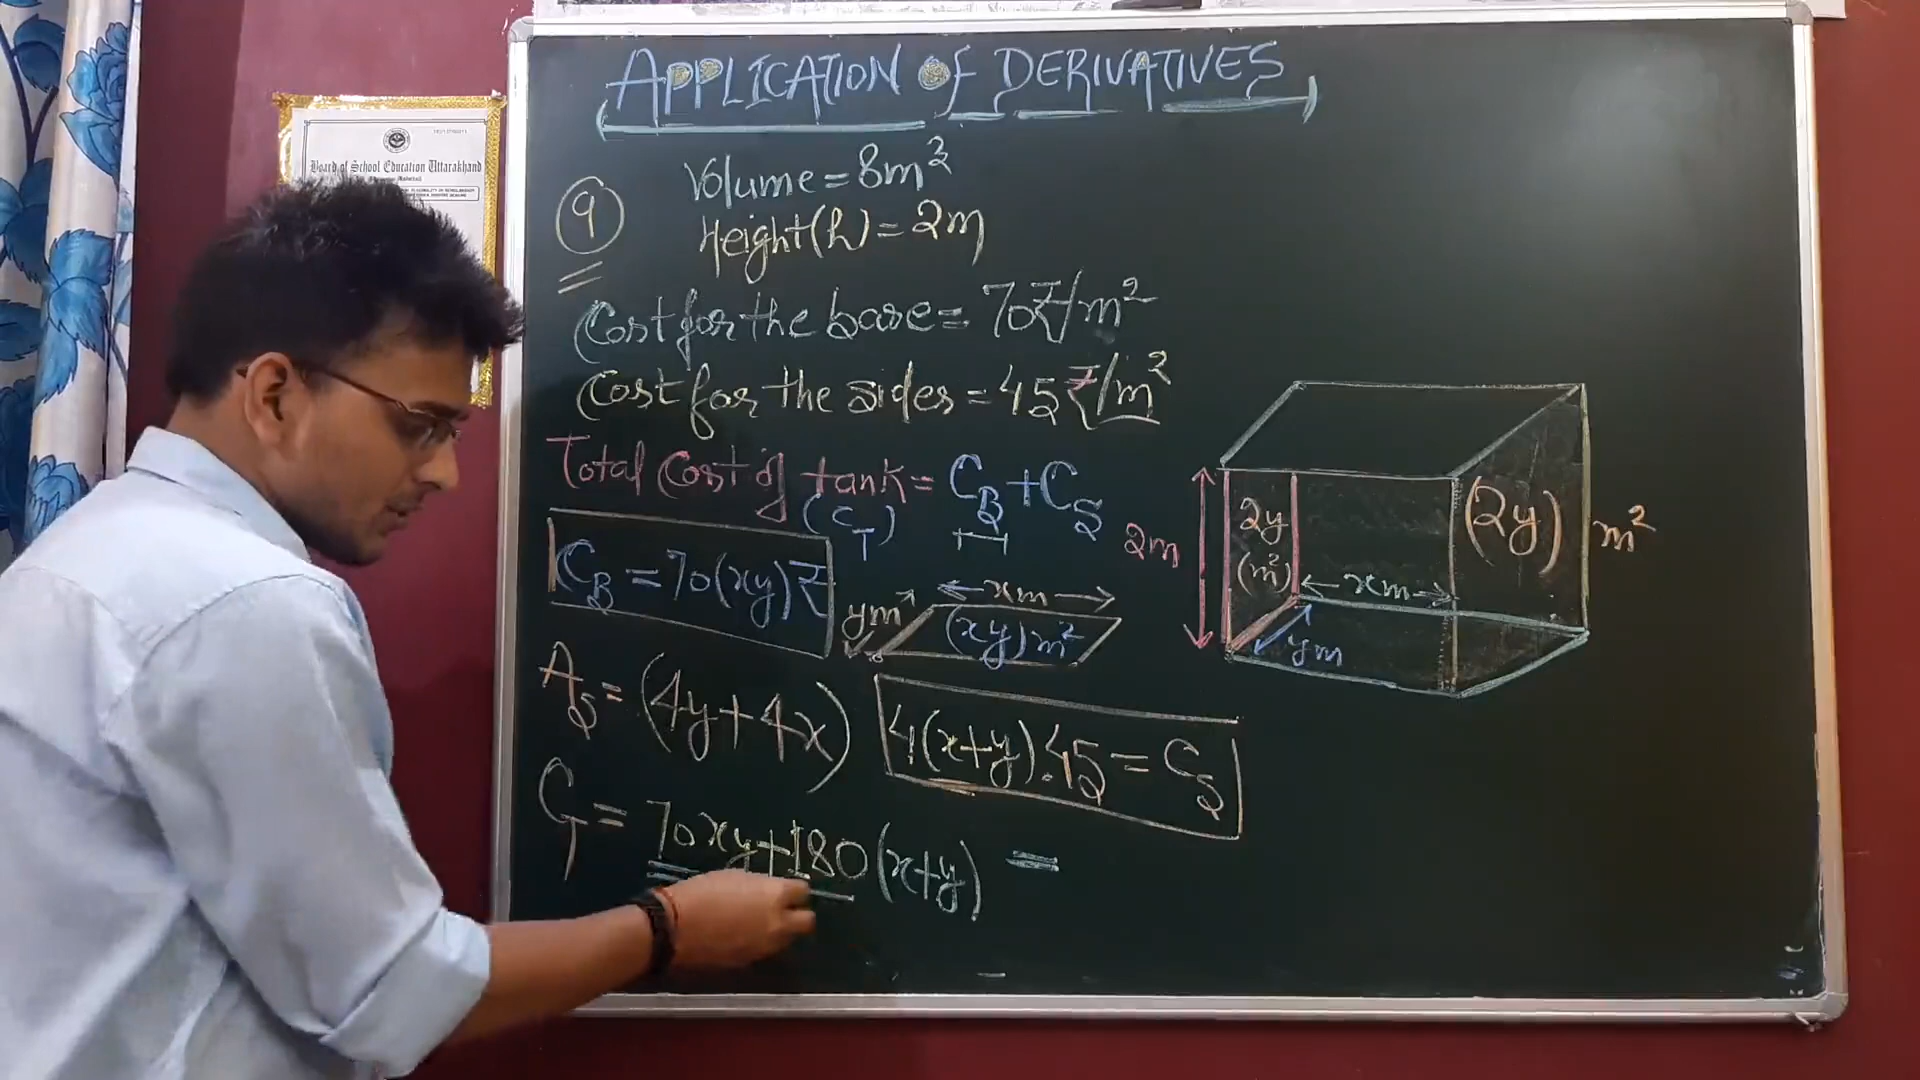 APPLICATION OF DERIVATIVES
Board of School Education Uttarakhand
9
Volume = 8m³
Height (h) = 2m
Cost for the base = 70₹/m²
Cost for the sides = 45₹/m²
Total Cost of tank = C_B + C_S
(C_T)
C_B = 70(xy)₹
ym
xm
(xy)m²
A_S = (4y+4x)
4(x+y).45 = C_S
C_T = 70xy+180(x+y) =
2m
2y
(m²)
xm
ym
(2y) m²